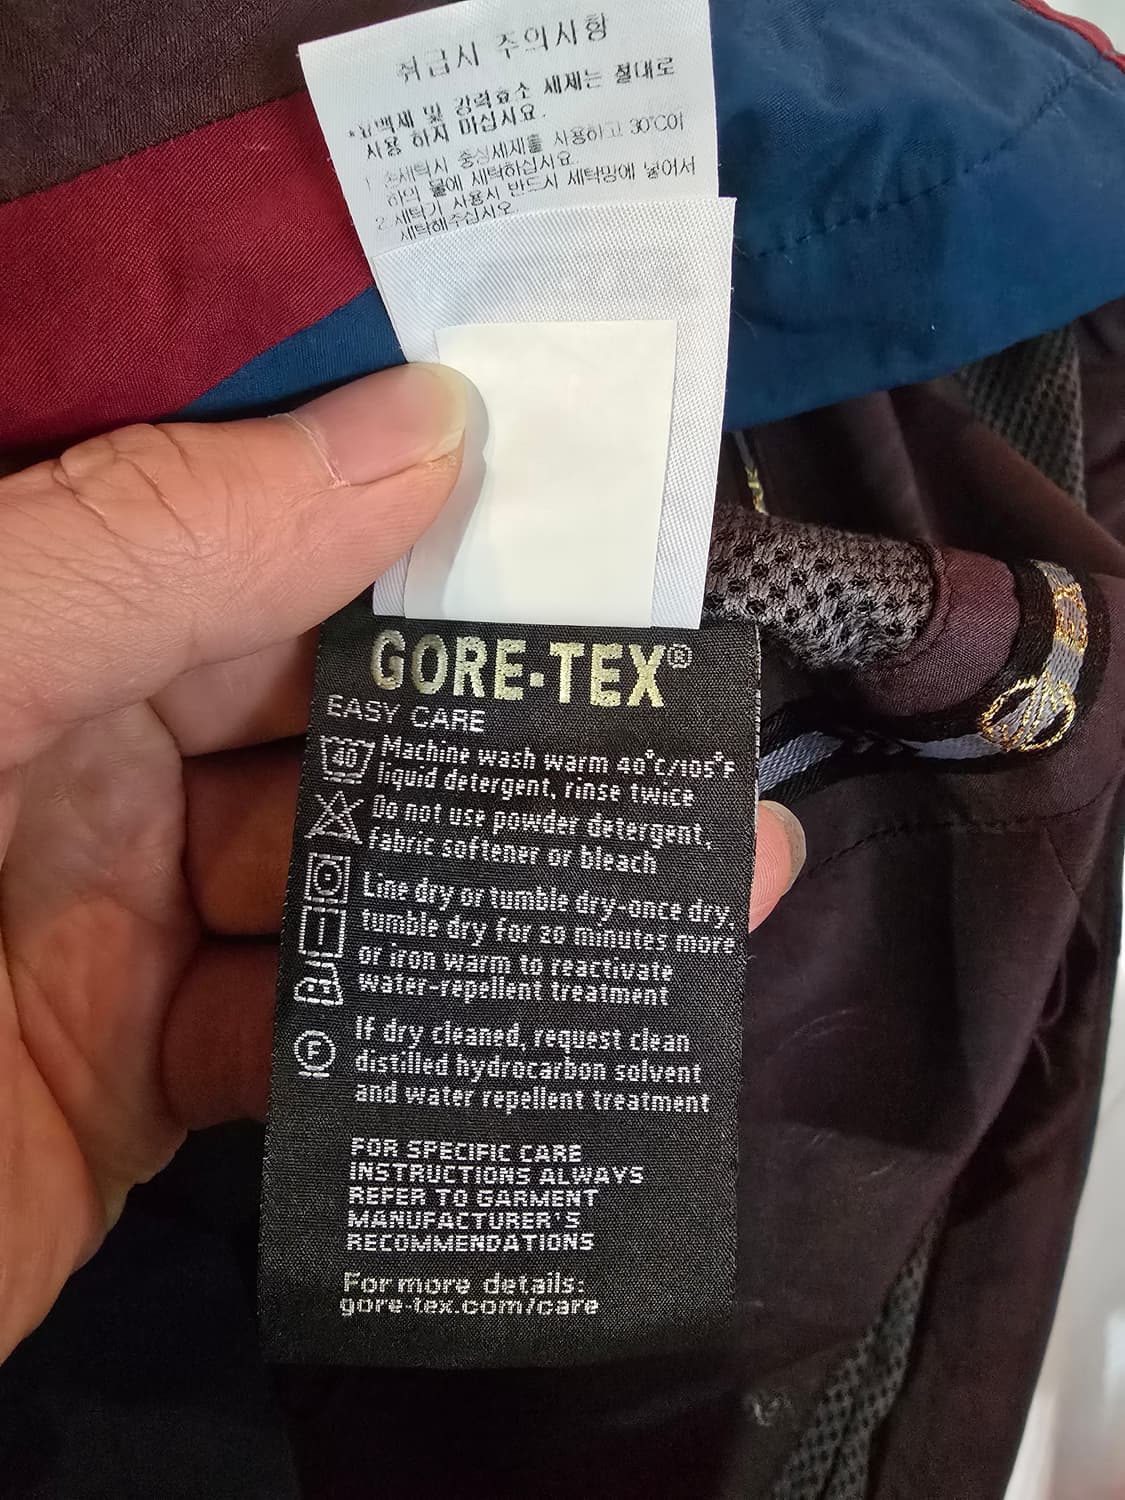 취급시 주의사항
*표백제 및 강력효소 세제는 절대로
사용 하지 마십시요.
1 손세탁시 중성세제를 사용하고 30℃이
하의 물에 세탁하십시요.
2 세탁기 사용시 반드시 세탁망에 넣어서
세탁해주십시오
GORE-TEX®
EASY CARE
40
Machine wash warm 40°C/105°F
liquid detergent, rinse twice
Do not use powder detergent,
fabric softener or bleach
Line dry or tumble dry-once dry,
tumble dry for 20 minutes more
or iron warm to reactivate
water-repellent treatment
F
If dry cleaned, request clean
distilled hydrocarbon solvent
and water repellent treatment
FOR SPECIFIC CARE
INSTRUCTIONS ALWAYS
REFER TO GARMENT
MANUFACTURER'S
RECOMMENDATIONS
For more details:
gore-tex.com/care